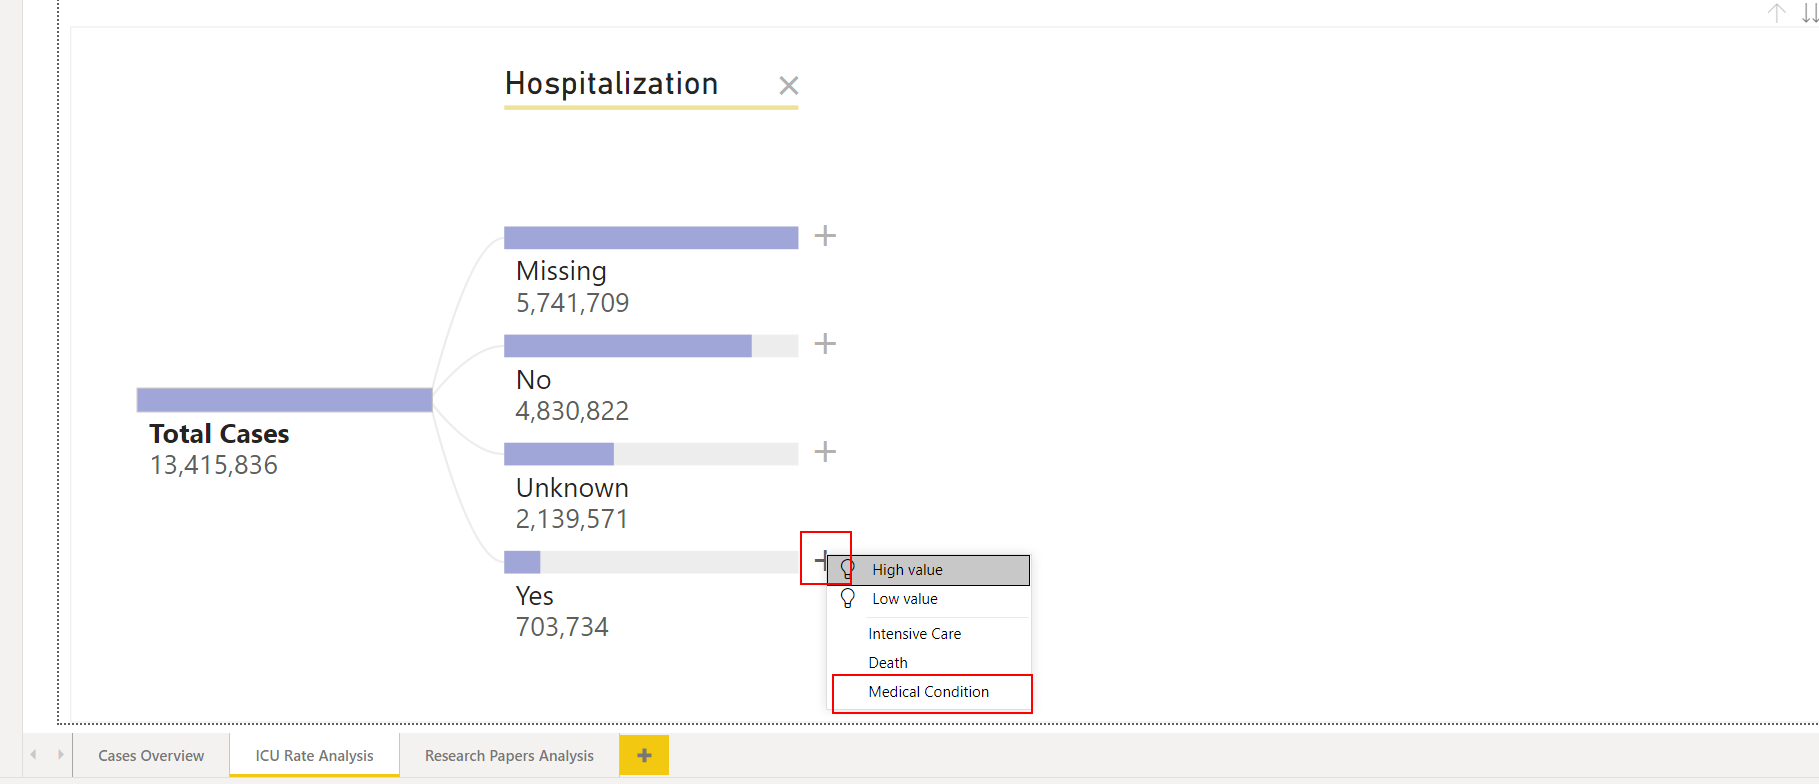 Hospitalization
Missing
5,741,709
No
4,830,822
Total Cases
13,415,836
Unknown
2,139,571
Yes
703,734
High value
Low value
Intensive Care
Death
Medical Condition
Cases Overview
ICU Rate Analysis
Research Papers Analysis